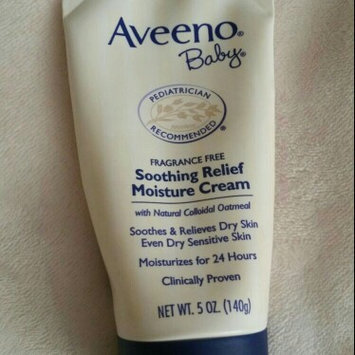 Aveeno®
Baby®
PEDIATRICIAN
RECOMMENDED®
FRAGRANCE FREE
Soothing Relief
Moisture Cream
with Natural Colloidal Oatmeal
Soothes & Relieves Dry Skin
Even Dry Sensitive Skin
Moisturizes for 24 Hours
Clinically Proven
NET WT. 5 OZ. (140g)